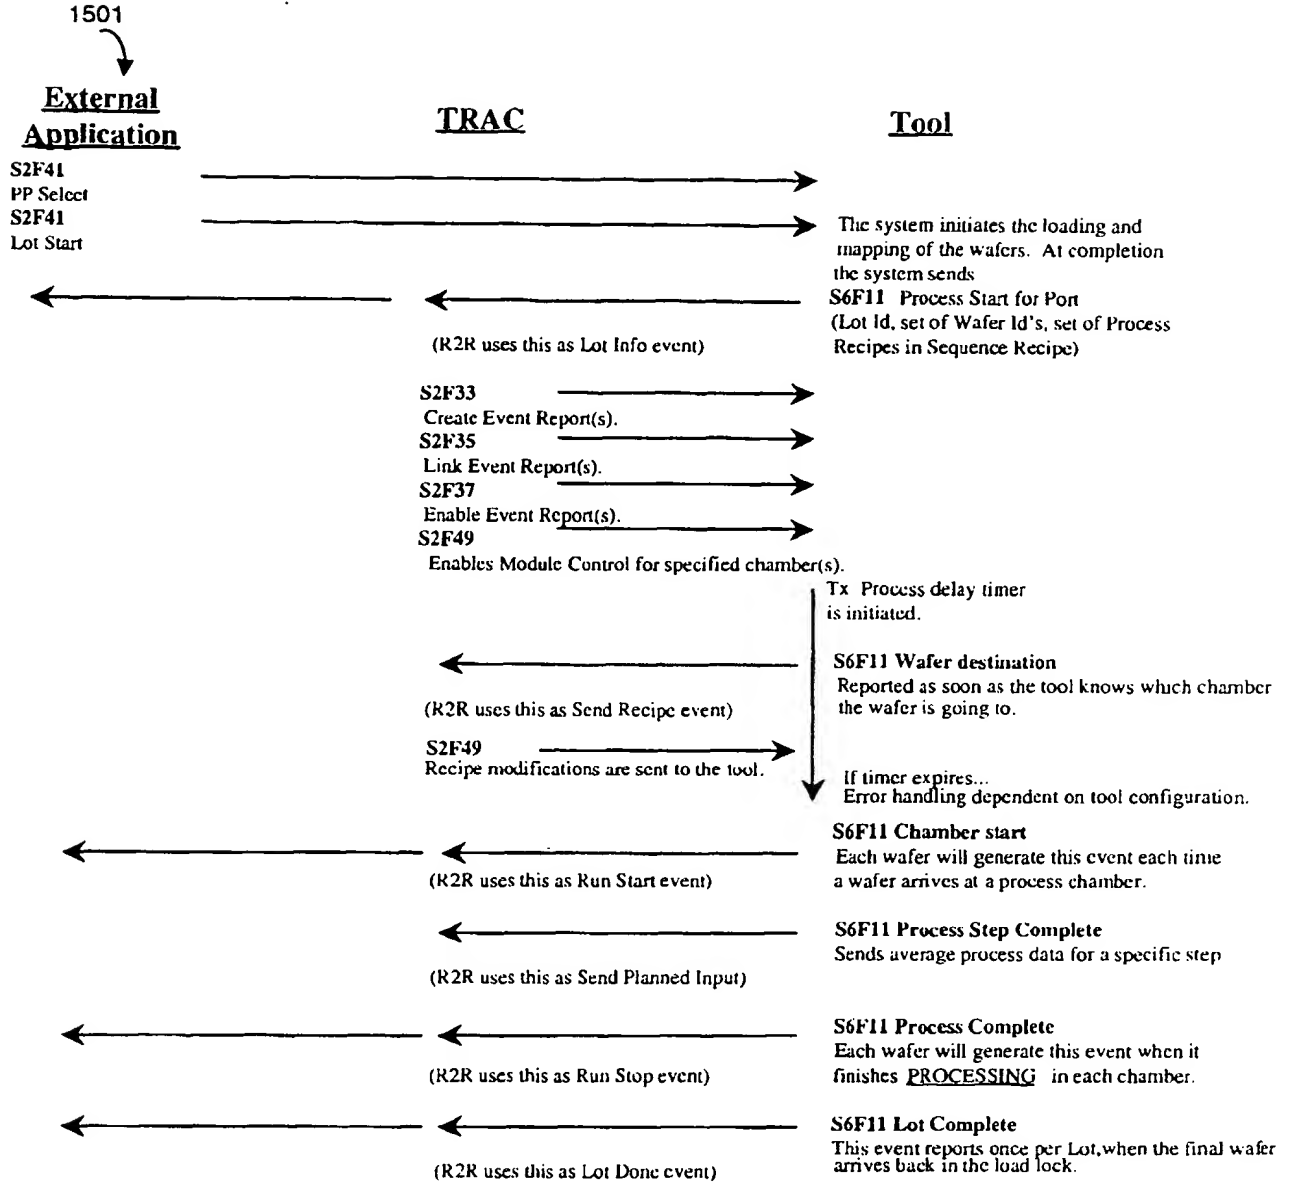 1501
External
Application
TRAC
Tool
S2F41
PP Select
S2F41
Lot Start
The system initiates the loading and
mapping of the wafers. At completion
the system sends
S6F11 Process Start for Port
(Lot Id, set of Wafer Id's, set of Process
Recipes in Sequence Recipe)
(R2R uses this as Lot Info event)
S2F33
Create Event Report(s).
S2F35
Link Event Report(s).
S2F37
Enable Event Report(s).
S2F49
Enables Module Control for specified chamber(s).
Tx Process delay timer
is initiated.
S6F11 Wafer destination
Reported as soon as the tool knows which chamber
the wafer is going to.
(R2R uses this as Send Recipe event)
S2F49
Recipe modifications are sent to the tool.
If timer expires...
Error handling dependent on tool configuration.
S6F11 Chamber start
Each wafer will generate this event each time
a wafer arrives at a process chamber.
(R2R uses this as Run Start event)
S6F11 Process Step Complete
Sends average process data for a specific step
(R2R uses this as Send Planned Input)
S6F11 Process Complete
Each wafer will generate this event when it
finishes PROCESSING in each chamber.
(R2R uses this as Run Stop event)
S6F11 Lot Complete
This event reports once per Lot,when the final wafer
arrives back in the load lock.
(R2R uses this as Lot Done event)